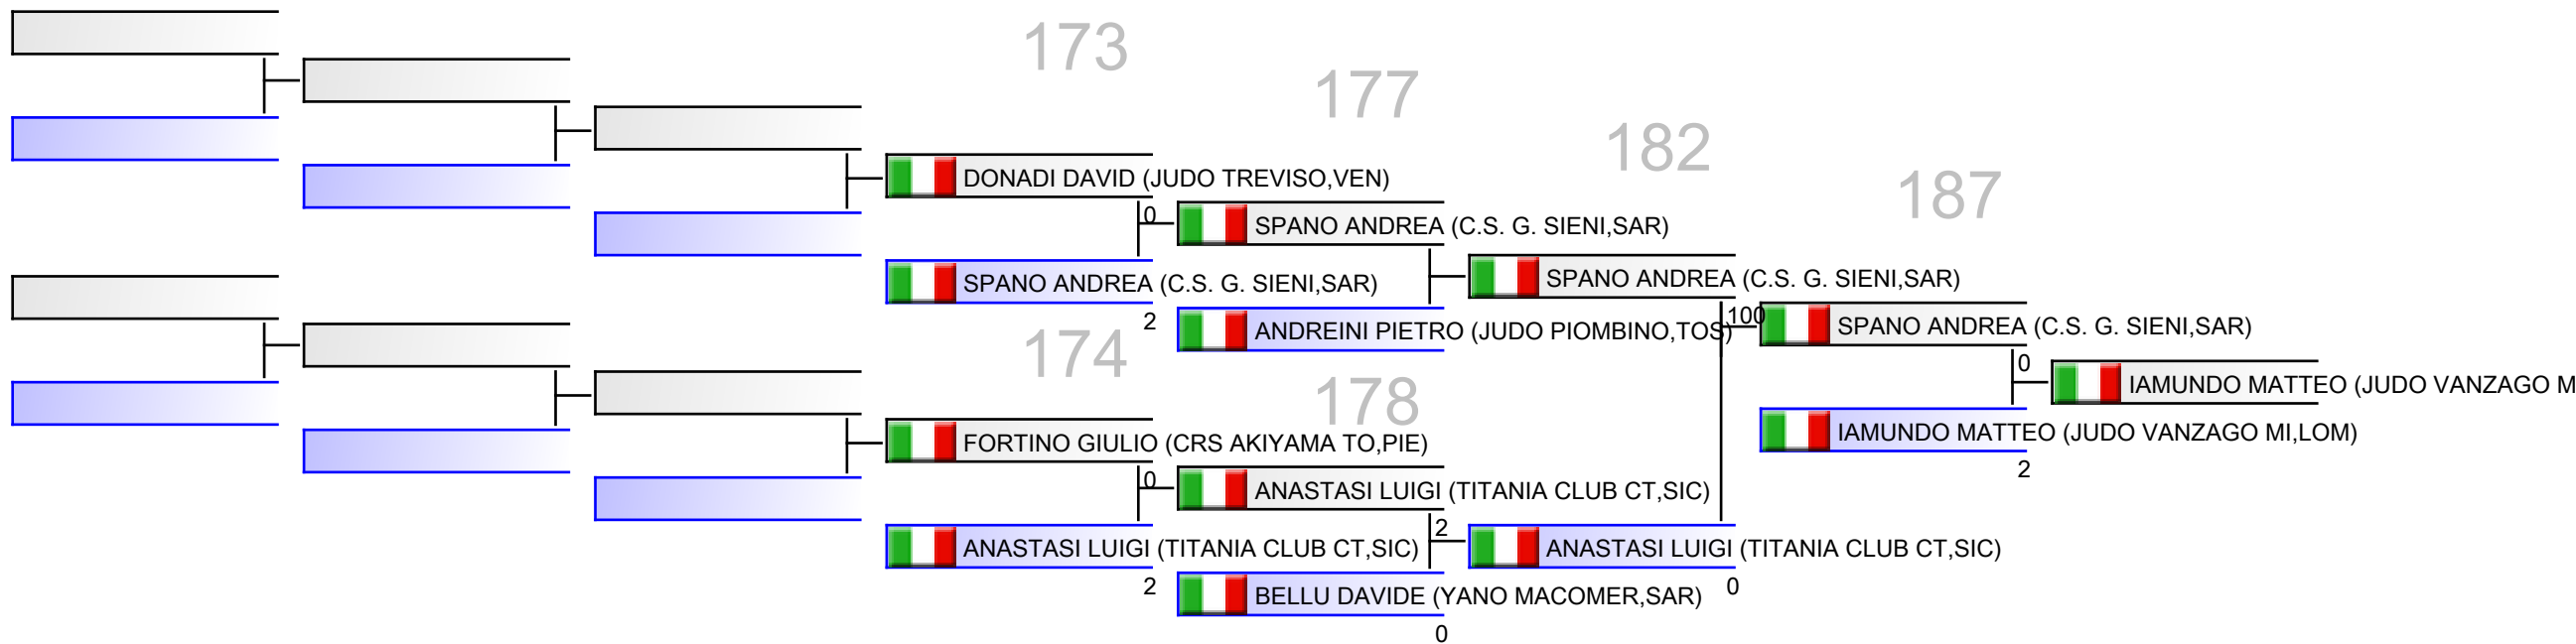 173
177
182
187
DONADI DAVID (JUDO TREVISO,VEN)
0
SPANO ANDREA (C.S. G. SIENI,SAR)
SPANO ANDREA (C.S. G. SIENI,SAR)
2
SPANO ANDREA (C.S. G. SIENI,SAR)
ANDREINI PIETRO (JUDO PIOMBINO,TOS)
100
SPANO ANDREA (C.S. G. SIENI,SAR)
0
IAMUNDO MATTEO (JUDO VANZAGO M
IAMUNDO MATTEO (JUDO VANZAGO MI,LOM)
2
174
178
FORTINO GIULIO (CRS AKIYAMA TO,PIE)
0
ANASTASI LUIGI (TITANIA CLUB CT,SIC)
ANASTASI LUIGI (TITANIA CLUB CT,SIC)
2
2
ANASTASI LUIGI (TITANIA CLUB CT,SIC)
0
BELLU DAVIDE (YANO MACOMER,SAR)
0